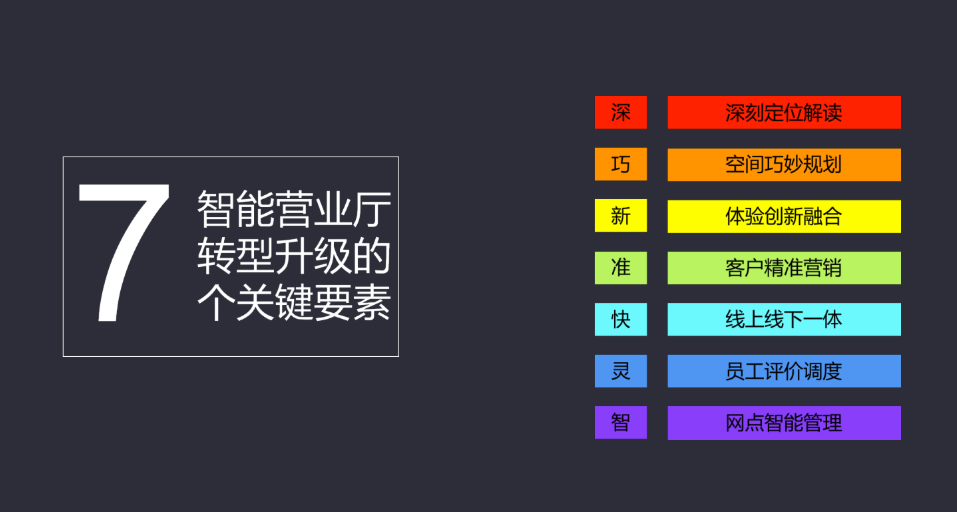 7
智能营业厅
转型升级的
个关键要素
深 深刻定位解读
巧 空间巧妙规划
新 体验创新融合
准 客户精准营销
快 线上线下一体
灵 员工评价调度
智 网点智能管理